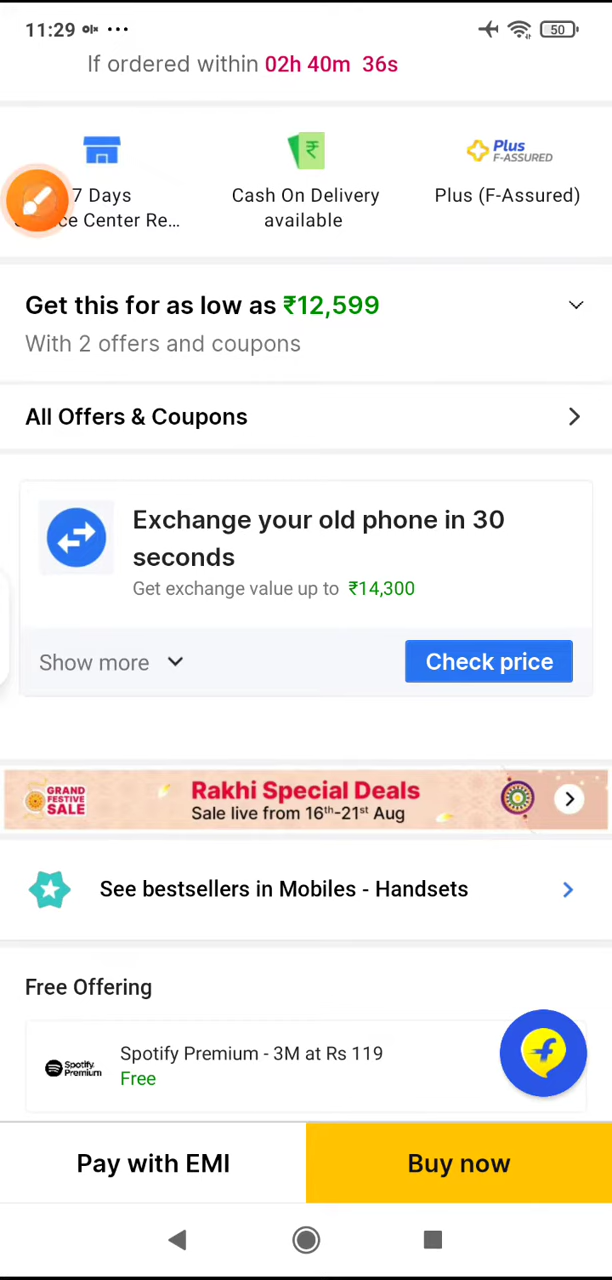 11:29
50
If ordered within 02h 40m 36s
7 Days
ce Center Re...
Cash On Delivery
available
Plus
F-ASSURED
Plus (F-Assured)
Get this for as low as ₹12,599
With 2 offers and coupons
All Offers & Coupons
Exchange your old phone in 30
seconds
Get exchange value up to ₹14,300
Show more
Check price
GRAND
FESTIVE
SALE
Rakhi Special Deals
Sale live from 16th-21st Aug
See bestsellers in Mobiles - Handsets
Free Offering
Spotify
Premium
Spotify Premium - 3M at Rs 119
Free
Pay with EMI
Buy now